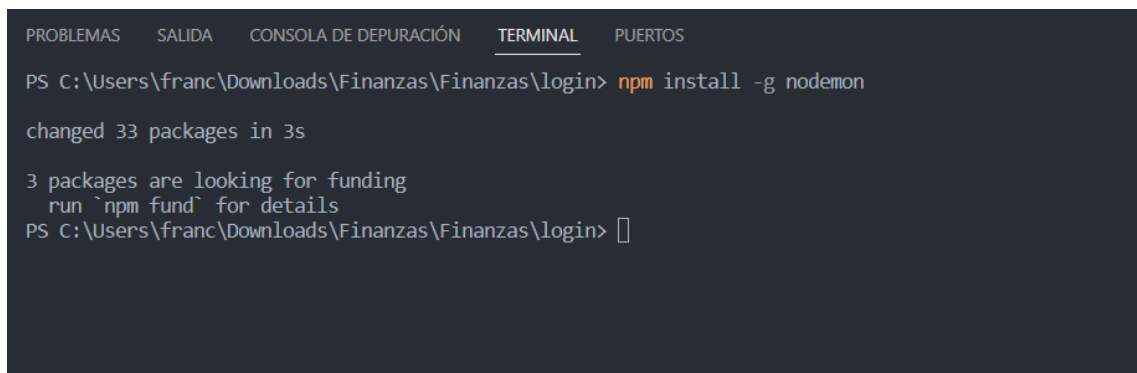 PROBLEMAS SALIDA CONSOLA DE DEPURACIÓN TERMINAL PUERTOS
PS C:\Users\franc\Downloads\Finanzas\Finanzas\login> npm install -g nodemon
changed 33 packages in 3s
3 packages are looking for funding
run `npm fund` for details
PS C:\Users\franc\Downloads\Finanzas\Finanzas\login>